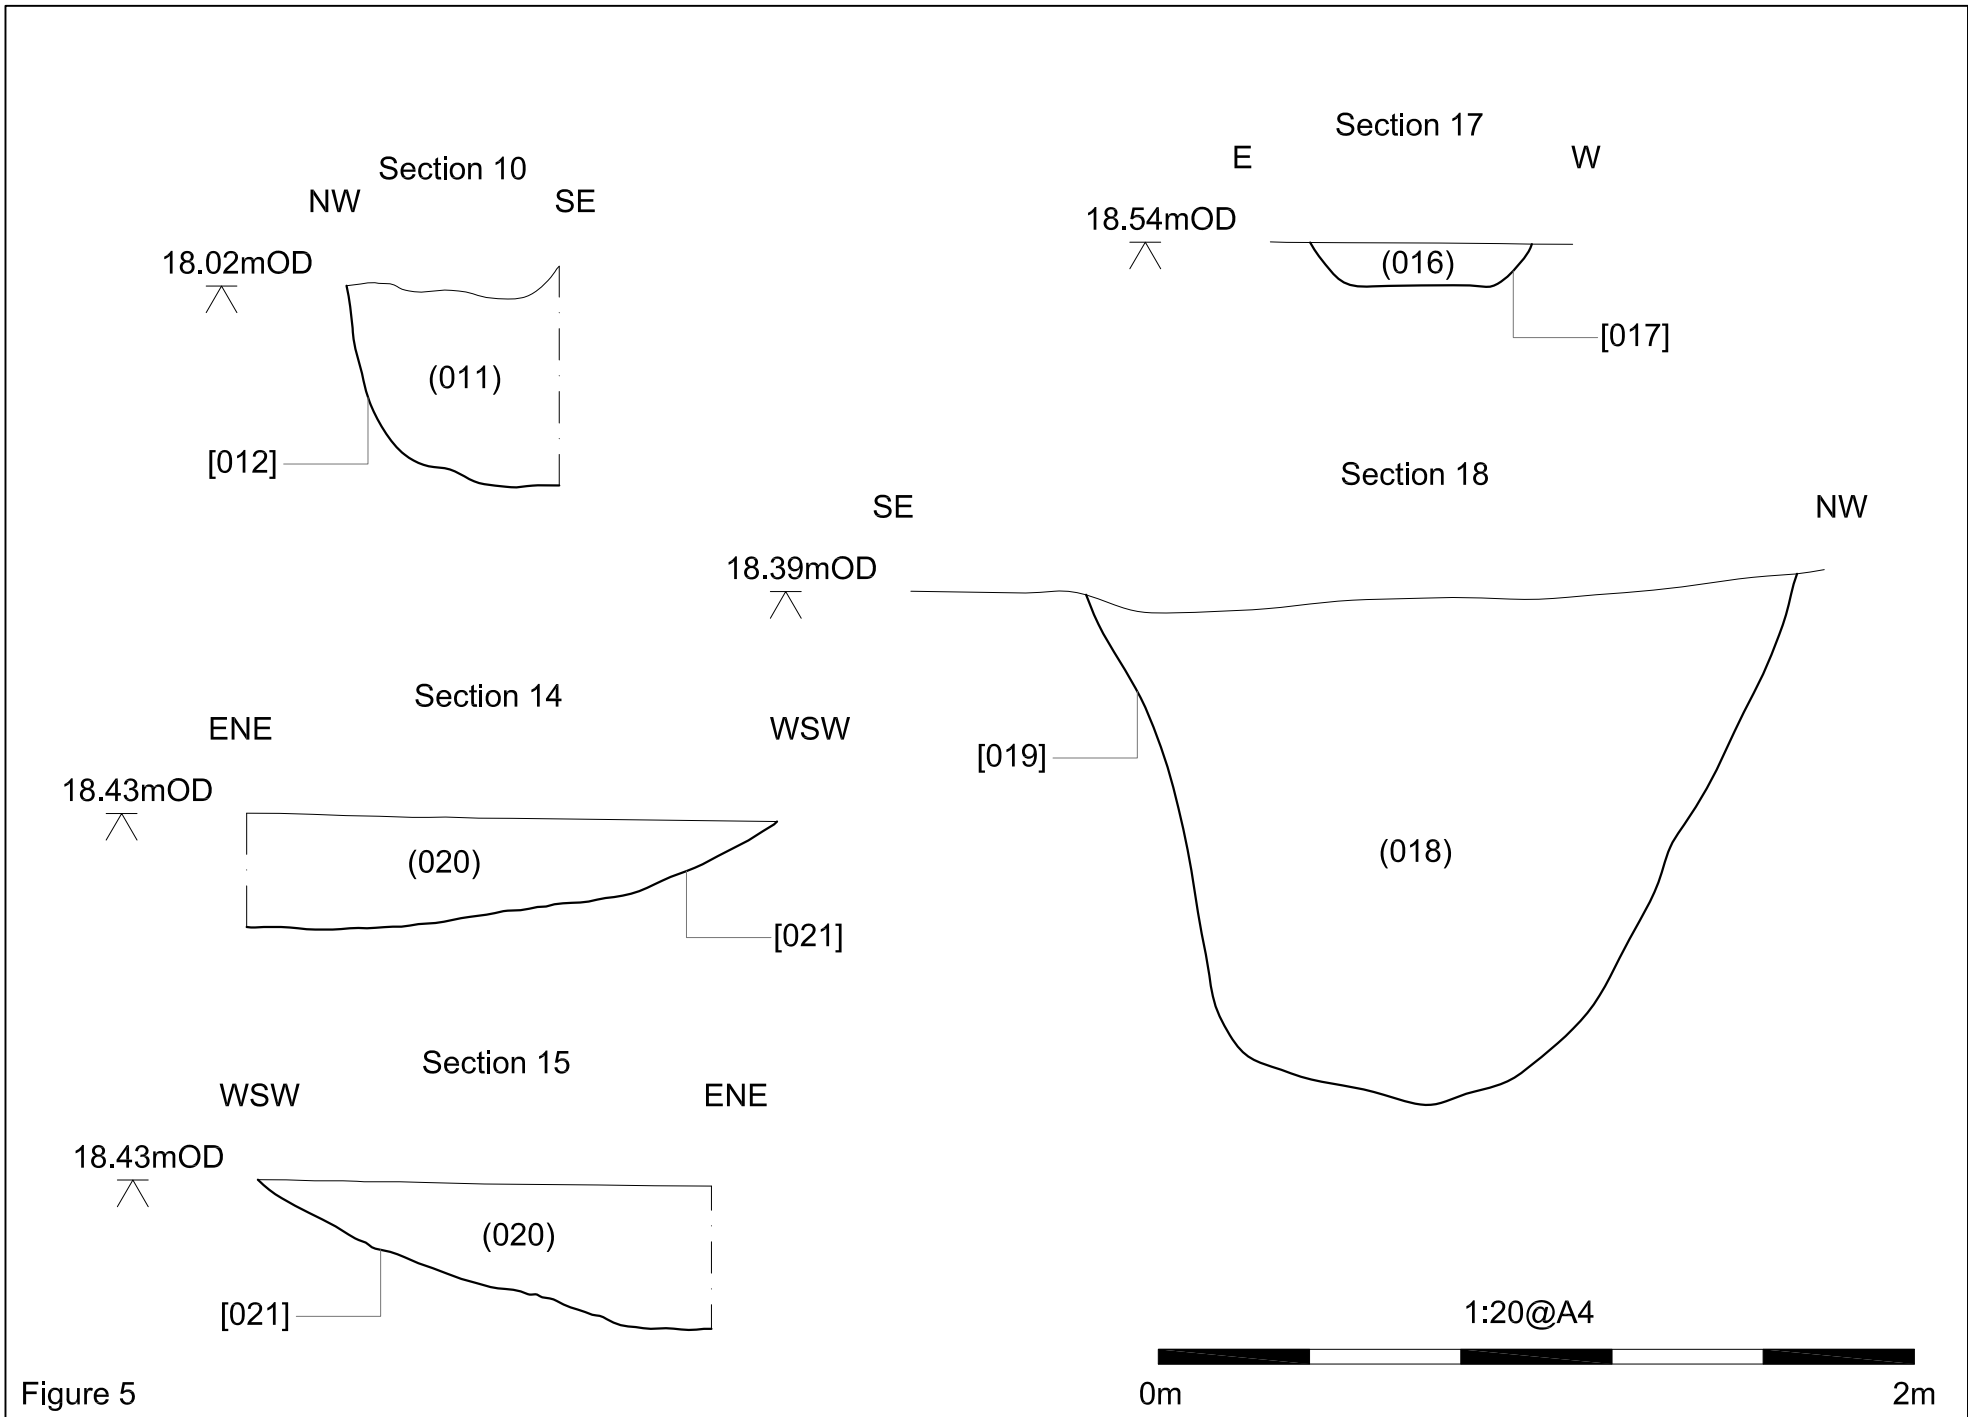 Section 10
NW SE
18.02mOD
(011)
[012]
Section 17
E W
18.54mOD
(016)
[017]
Section 18
SE NW
18.39mOD
[019]
(018)
Section 14
ENE WSW
18.43mOD
(020)
[021]
Section 15
WSW ENE
18.43mOD
(020)
[021]
1:20@A4
0m 2m
Figure 5